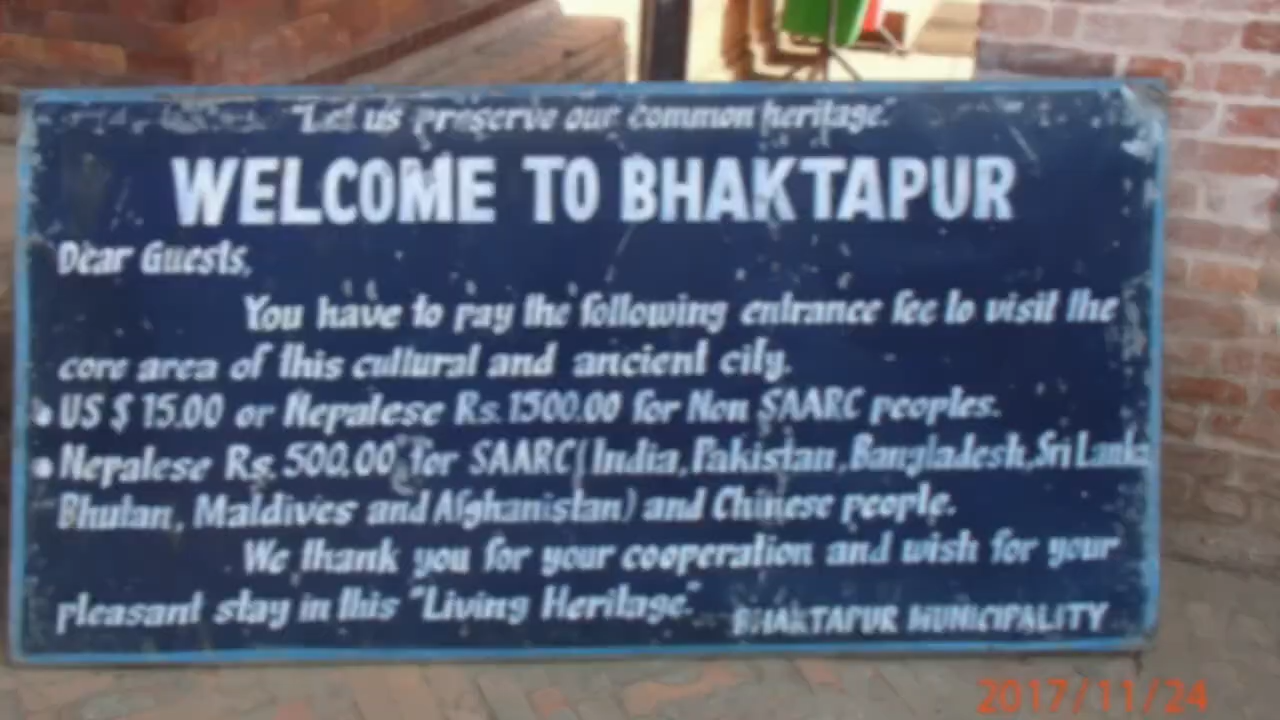 "Let us preserve our common heritage."
WELCOME TO BHAKTAPUR
Dear Guests,
You have to pay the following entrance fee to visit the
core area of this cultural and ancient city.
• US $ 15.00 or Nepalese Rs. 1500.00 for Non SAARC peoples.
• Nepalese Rs. 500.00 for SAARC (India, Pakistan, Bangladesh, Sri Lanka
Bhutan, Maldives and Afghanistan) and Chinese people.
We thank you for your cooperation and wish for your
pleasant stay in this "Living Heritage."
BHAKTAPUR MUNICIPALITY
2017/11/24